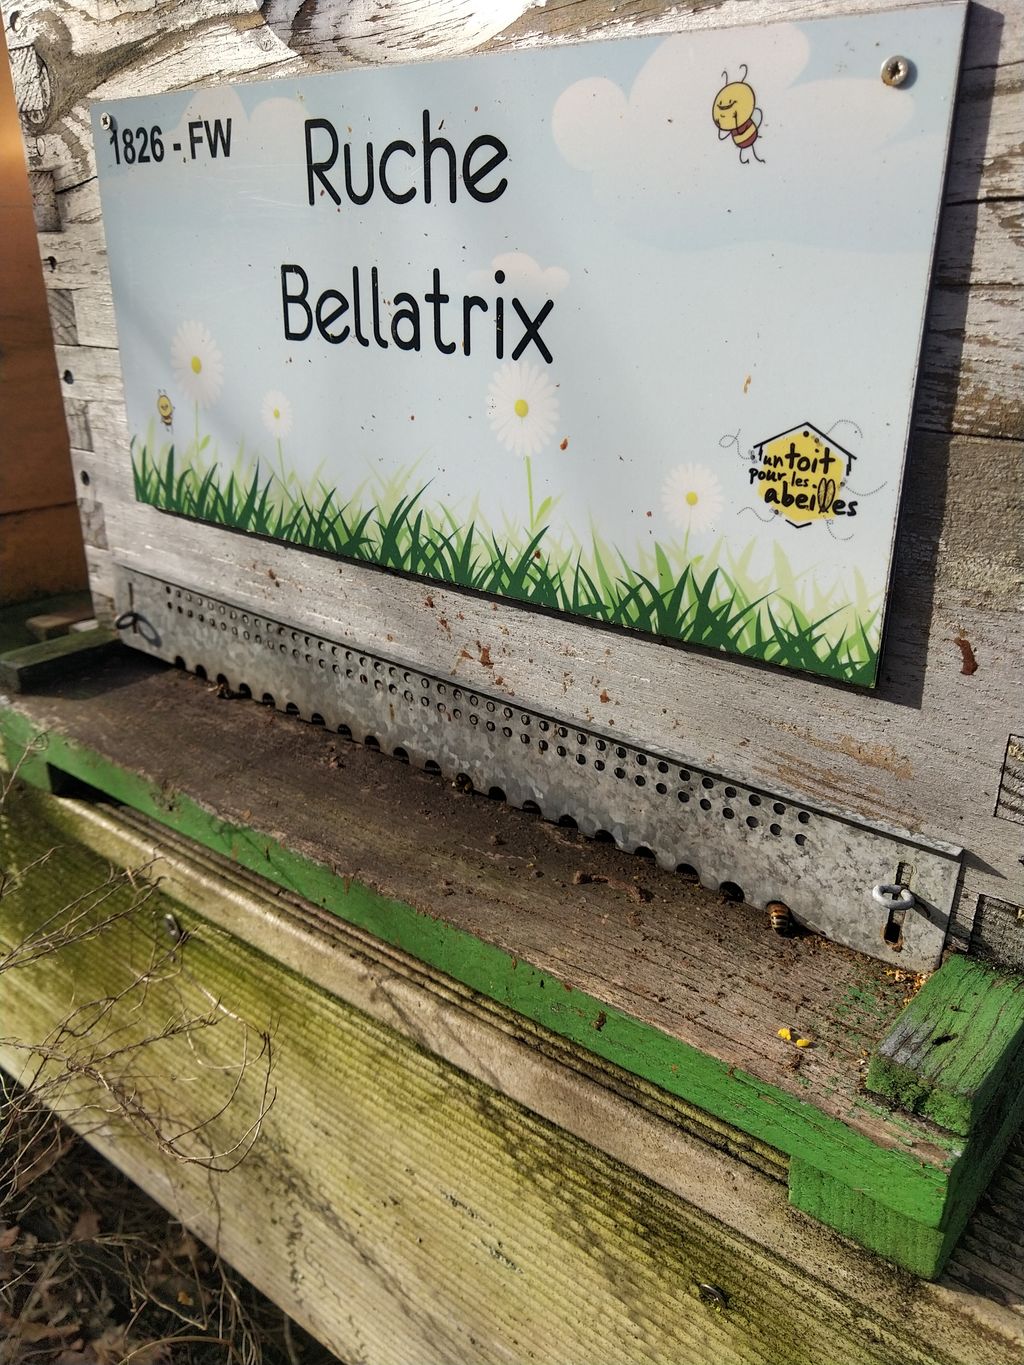 1826 - FW
Ruche
Bellatrix
un toit
pour les
abeilles